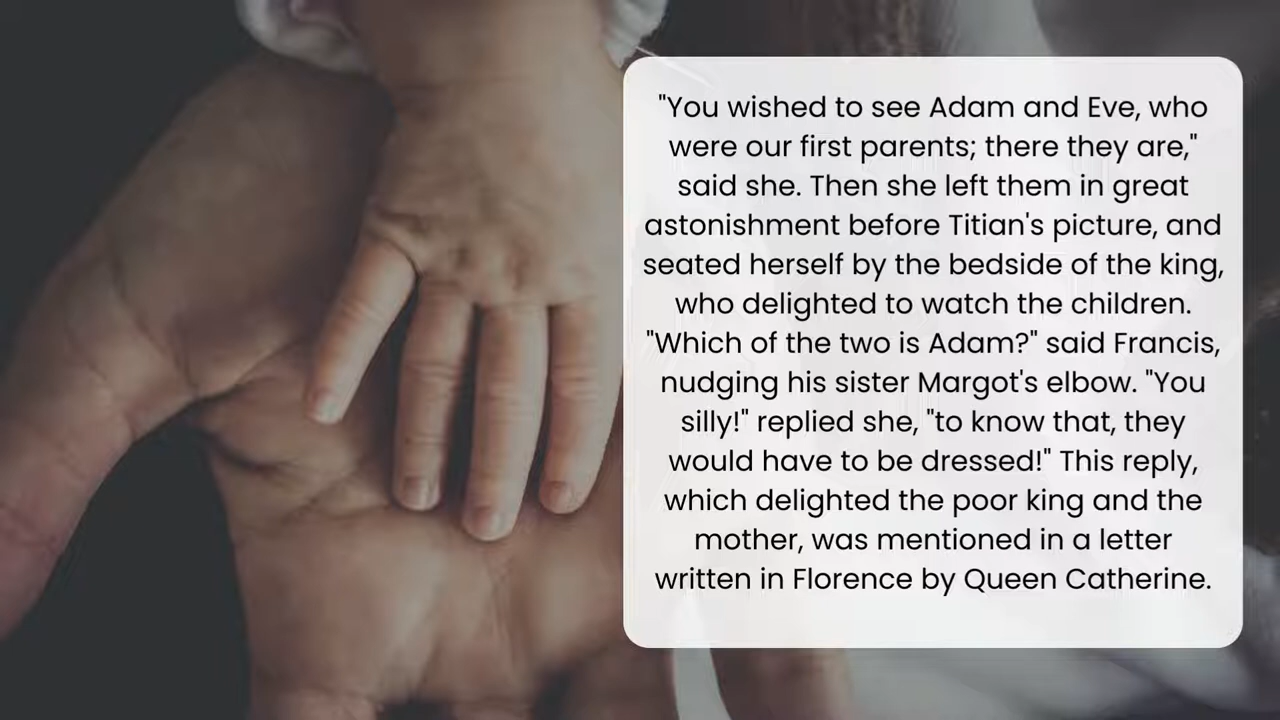 "You wished to see Adam and Eve, who
were our first parents; there they are,"
said she. Then she left them in great
astonishment before Titian's picture, and
seated herself by the bedside of the king,
who delighted to watch the children.
"Which of the two is Adam?" said Francis,
nudging his sister Margot's elbow. "You
silly!" replied she, "to know that, they
would have to be dressed!" This reply,
which delighted the poor king and the
mother, was mentioned in a letter
written in Florence by Queen Catherine.